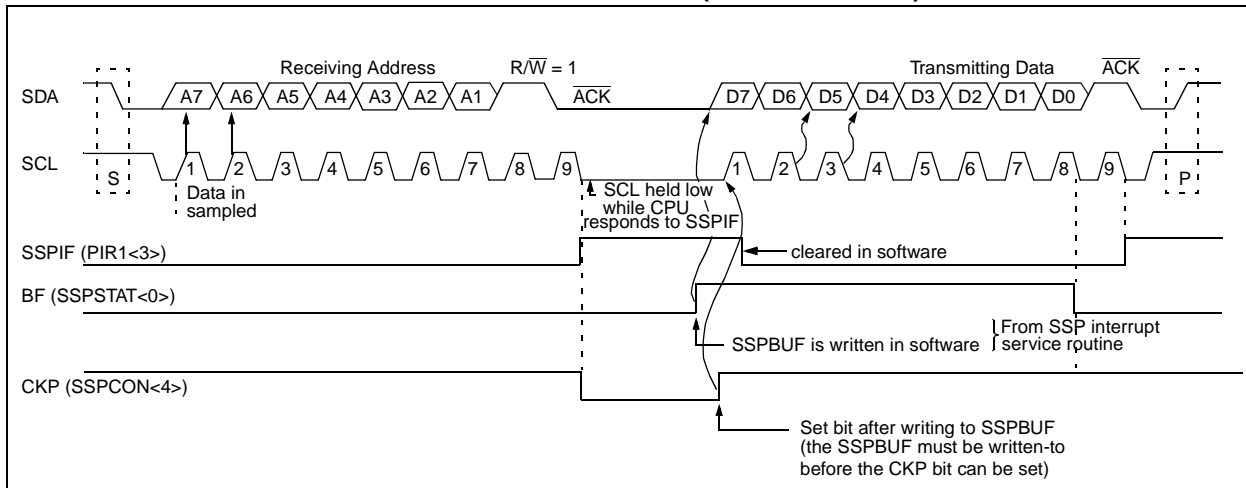 Receiving Address R/W = 1 Transmitting Data ACK
SDA A7 A6 A5 A4 A3 A2 A1 ACK D7 D6 D5 D4 D3 D2 D1 D0
SCL S 1 2 3 4 5 6 7 8 9 1 2 3 4 5 6 7 8 9 P
Data in
sampled
SCL held low
while CPU
responds to SSPIF
SSPIF (PIR1<3>)
cleared in software
BF (SSPSTAT<0>)
SSPBUF is written in software
From SSP interrupt
service routine
CKP (SSPCON<4>)
Set bit after writing to SSPBUF
(the SSPBUF must be written-to
before the CKP bit can be set)